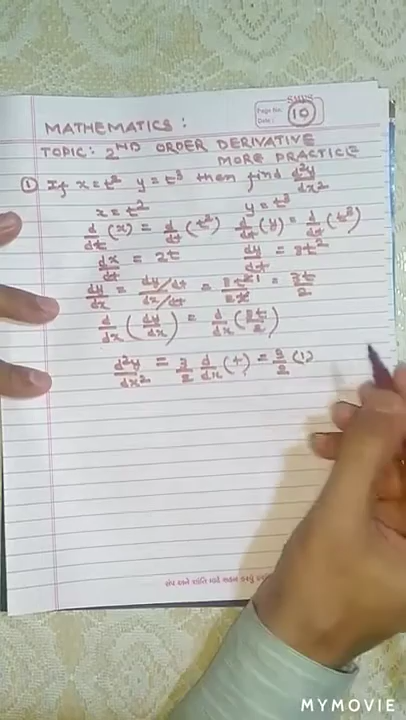 SMPS
Page No. 10
Date :
MATHEMATICS :
TOPIC: 2ND ORDER DERIVATIVE
MORE PRACTICE
① If x = t² y = t³ then find d²y/dx²
x = t² y = t³
d/dt (x) = d/dt (t²) d/dt (y) = d/dt (t³)
dx/dt = 2t dy/dt = 3t²
dy/dx = dy/dt / dx/dt = 3t²/2t = 3t/2
d/dx (dy/dx) = d/dx (3t/2)
d²y/dx² = 3/2 d/dx (t) = 3/2 (1)
MYMOVIE